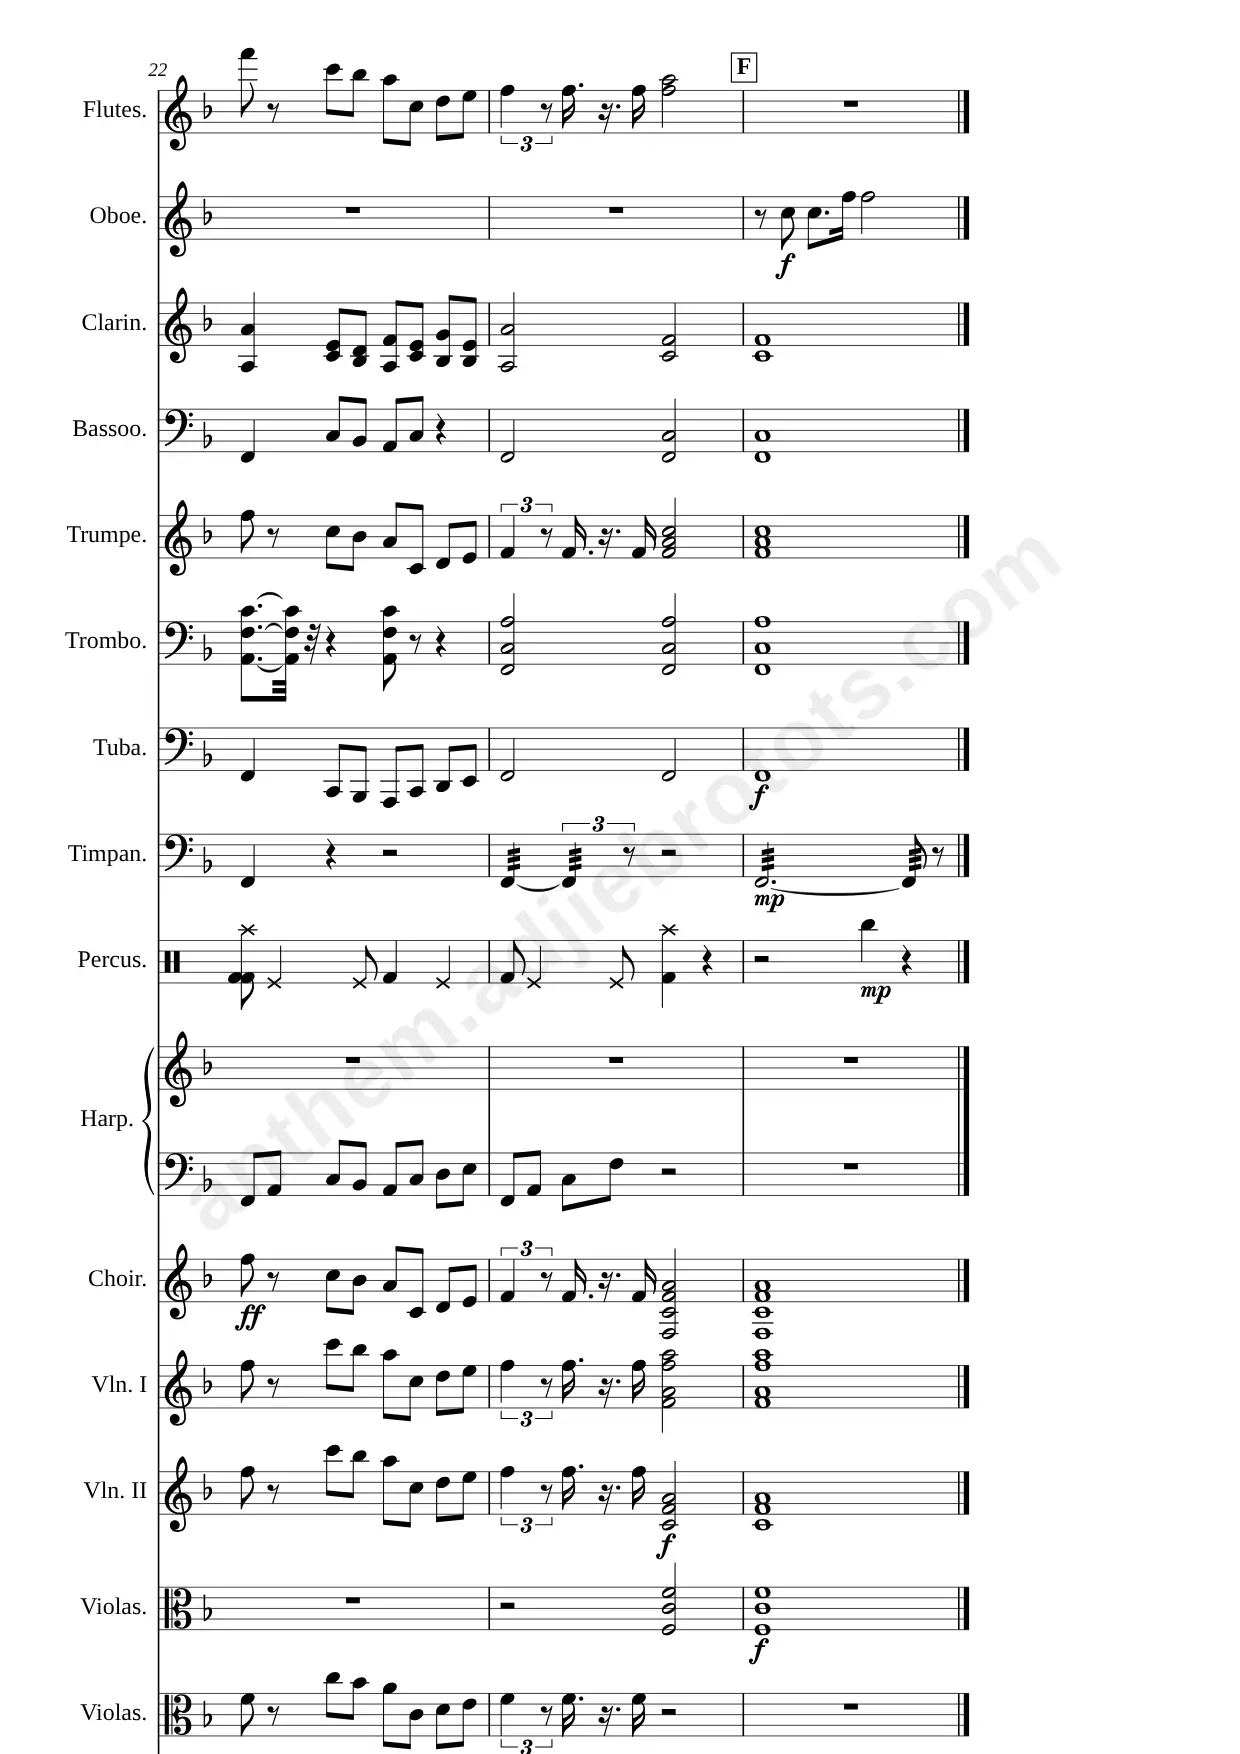 F
22
Flutes.
3
Oboe.
f
Clarin.
Bassoo.
3
Trumpe.
Trombo.
Tuba.
f
3
Timpan.
mp
Percus.
mp
Harp.
3
Choir.
ff
Vln. I
3
Vln. II
3
f
Violas.
f
Violas.
3
anthem.adjiebrotots.com